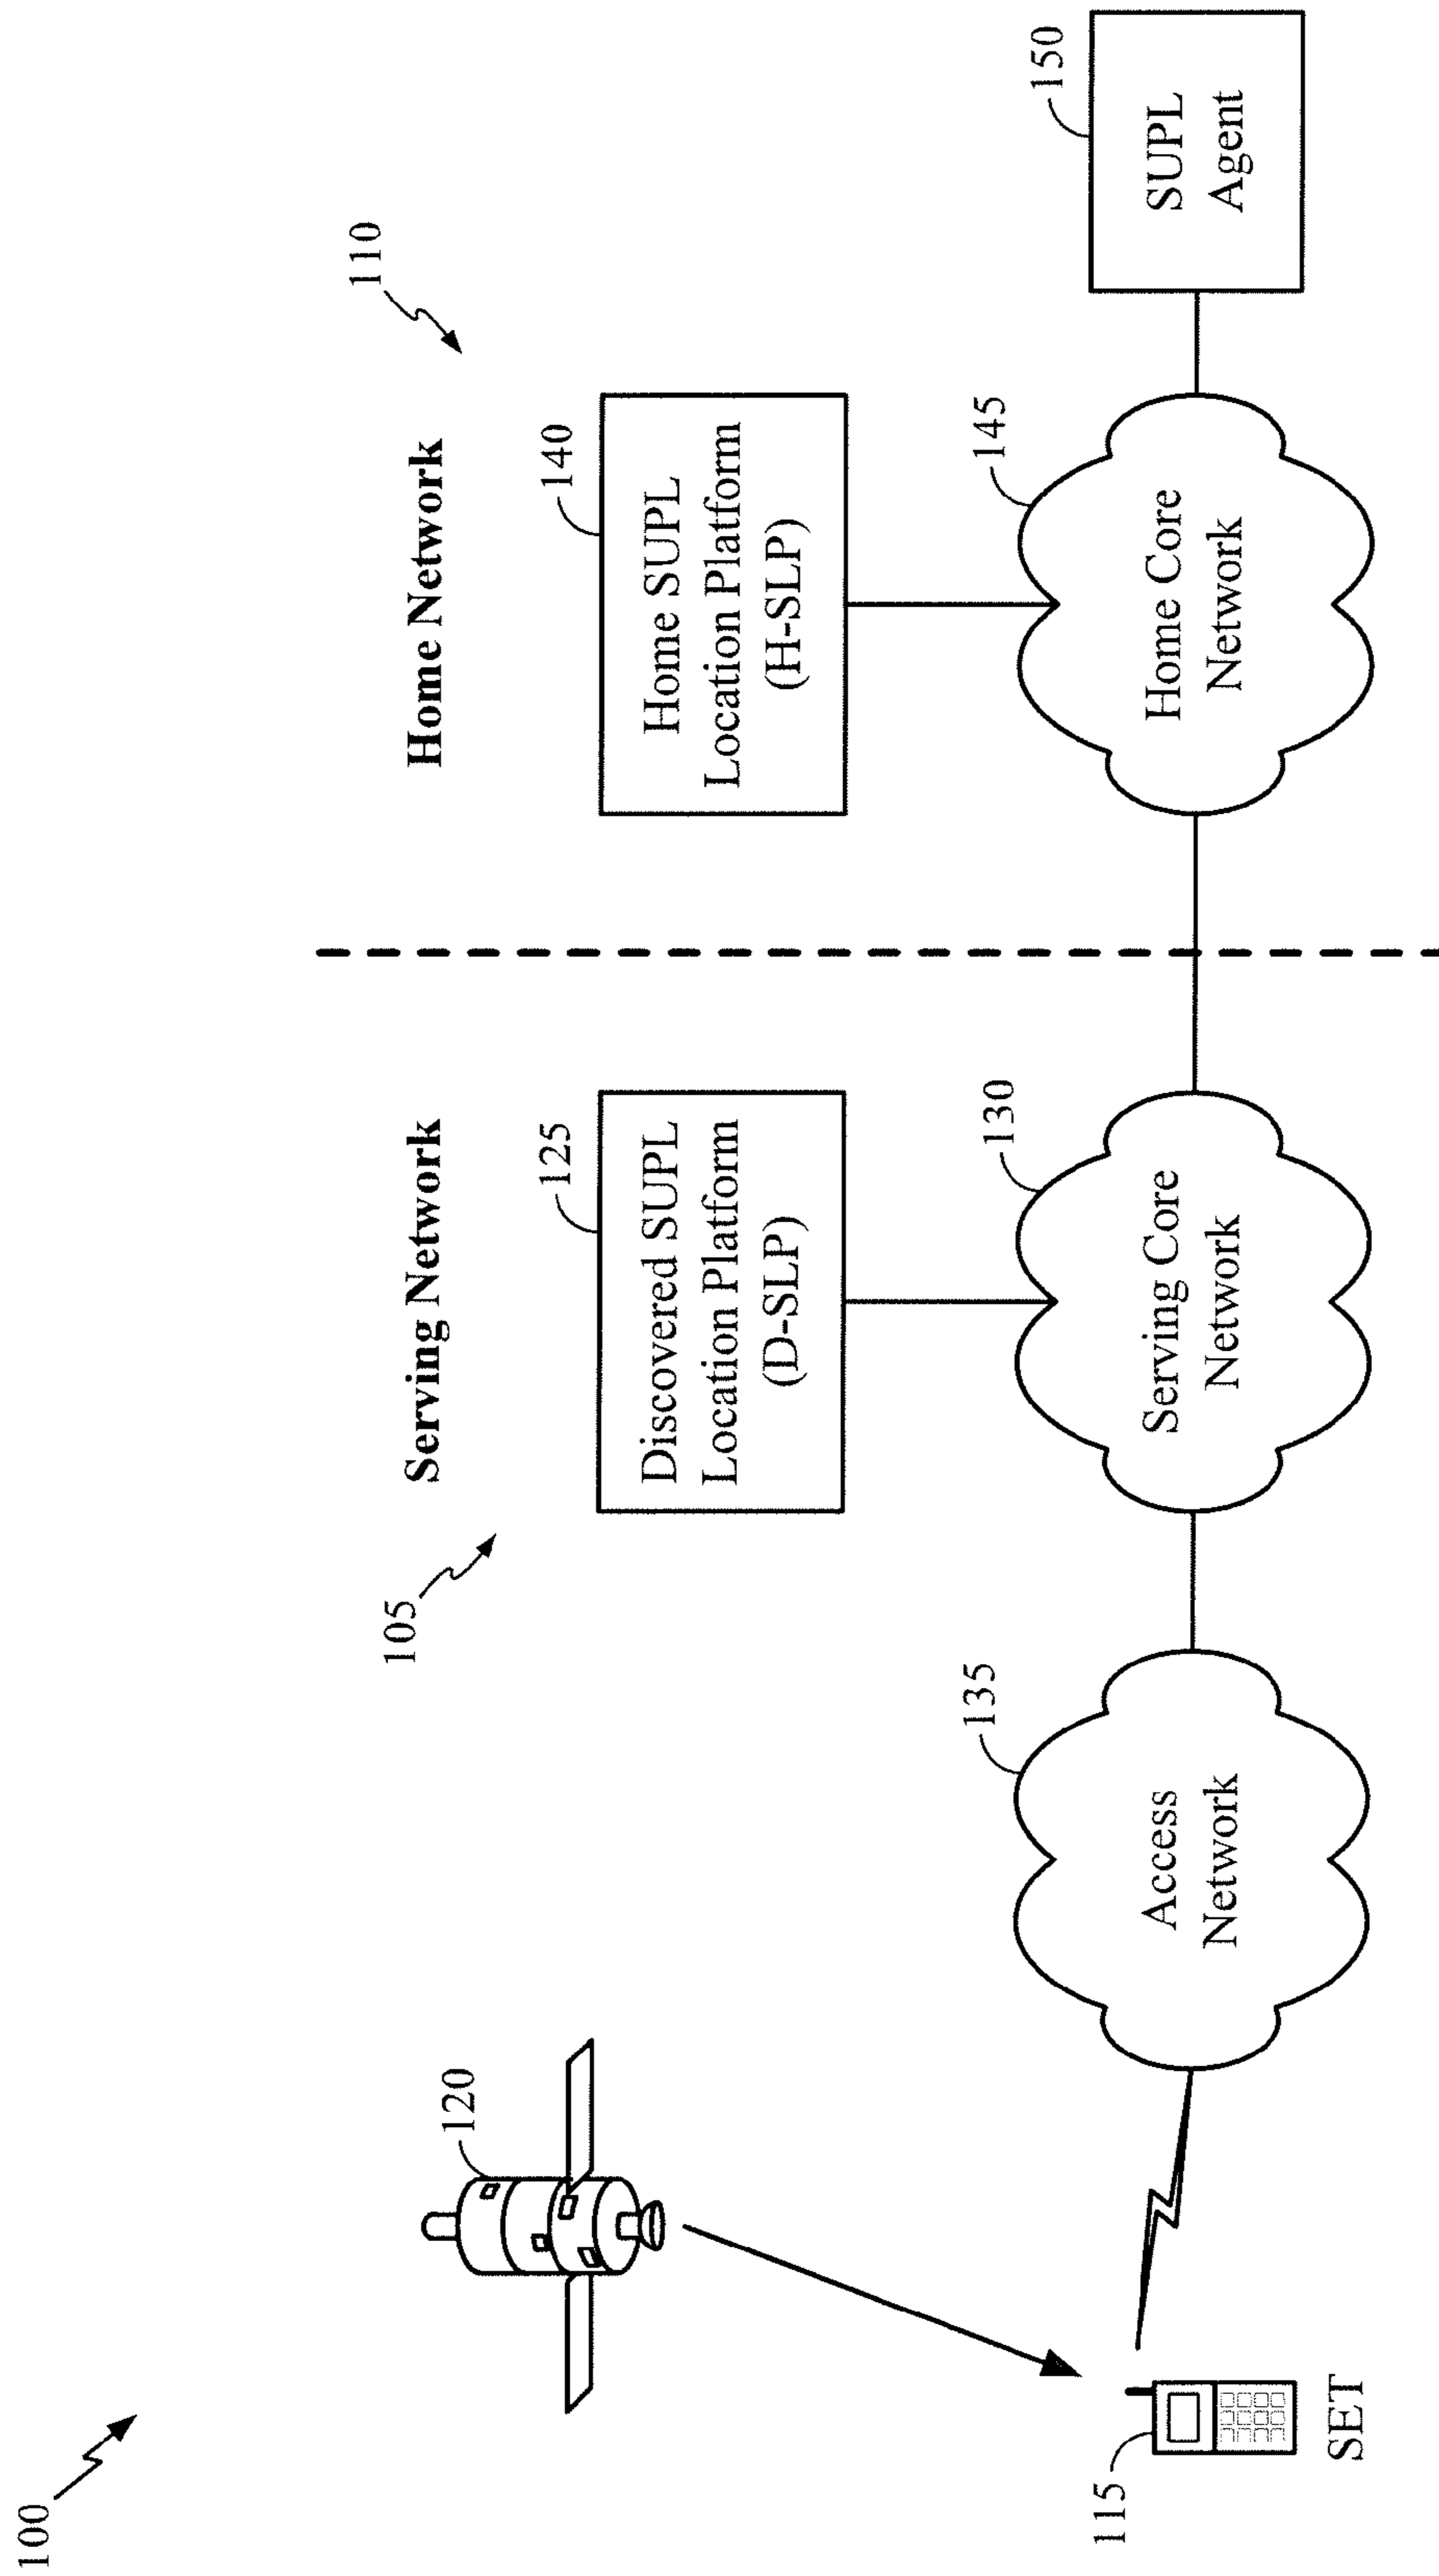 100
Serving Network
Home Network
105
110
120
125
Discovered SUPL
Location Platform
(D-SLP)
140
Home SUPL
Location Platform
(H-SLP)
115
SET
135
Access
Network
130
Serving Core
Network
145
Home Core
Network
150
SUPL
Agent